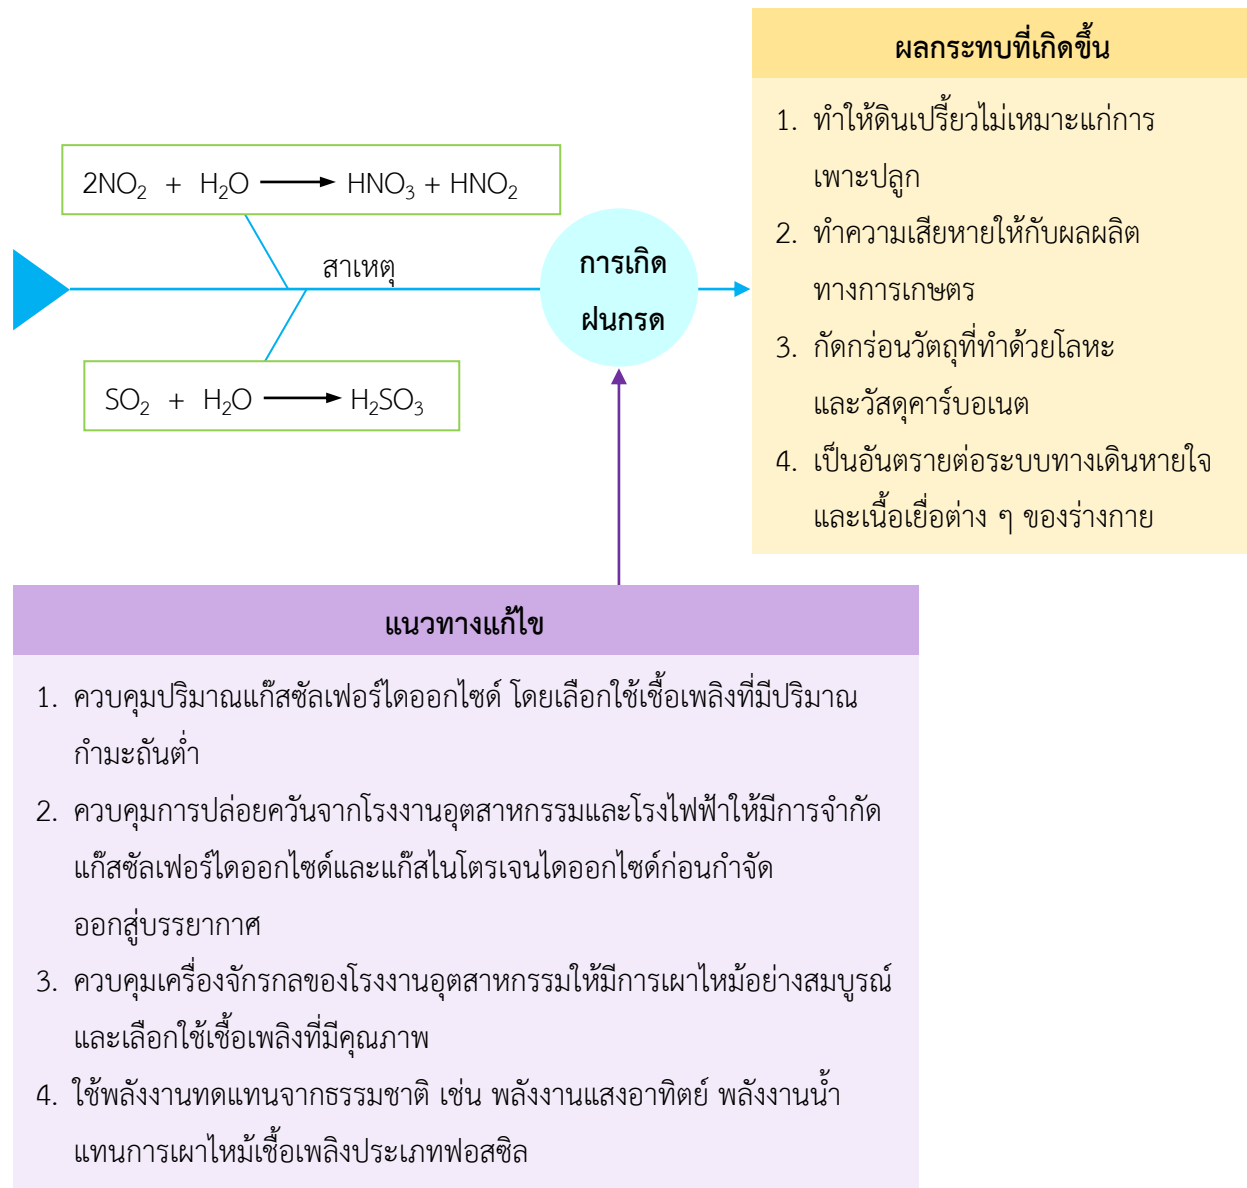 2NO₂ + H₂O ⟶ HNO₃ + HNO₂
สาเหตุ
SO₂ + H₂O ⟶ H₂SO₃
การเกิด
ฝนกรด
ผลกระทบที่เกิดขึ้น
1. ทำให้ดินเปรี้ยวไม่เหมาะแก่การ
เพาะปลูก
2. ทำความเสียหายให้กับผลผลิต
ทางการเกษตร
3. กัดกร่อนวัตถุที่ทำด้วยโลหะ
และวัสดุคาร์บอเนต
4. เป็นอันตรายต่อระบบทางเดินหายใจ
และเนื้อเยื่อต่าง ๆ ของร่างกาย
แนวทางแก้ไข
1. ควบคุมปริมาณแก๊สซัลเฟอร์ไดออกไซด์ โดยเลือกใช้เชื้อเพลิงที่มีปริมาณ
กำมะถันต่ำ
2. ควบคุมการปล่อยควันจากโรงงานอุตสาหกรรมและโรงไฟฟ้าให้มีการจำกัด
แก๊สซัลเฟอร์ไดออกไซด์และแก๊สไนโตรเจนไดออกไซด์ก่อนกำจัด
ออกสู่บรรยากาศ
3. ควบคุมเครื่องจักรกลของโรงงานอุตสาหกรรมให้มีการเผาไหม้อย่างสมบูรณ์
และเลือกใช้เชื้อเพลิงที่มีคุณภาพ
4. ใช้พลังงานทดแทนจากธรรมชาติ เช่น พลังงานแสงอาทิตย์ พลังงานน้ำ
แทนการเผาไหม้เชื้อเพลิงประเภทฟอสซิล